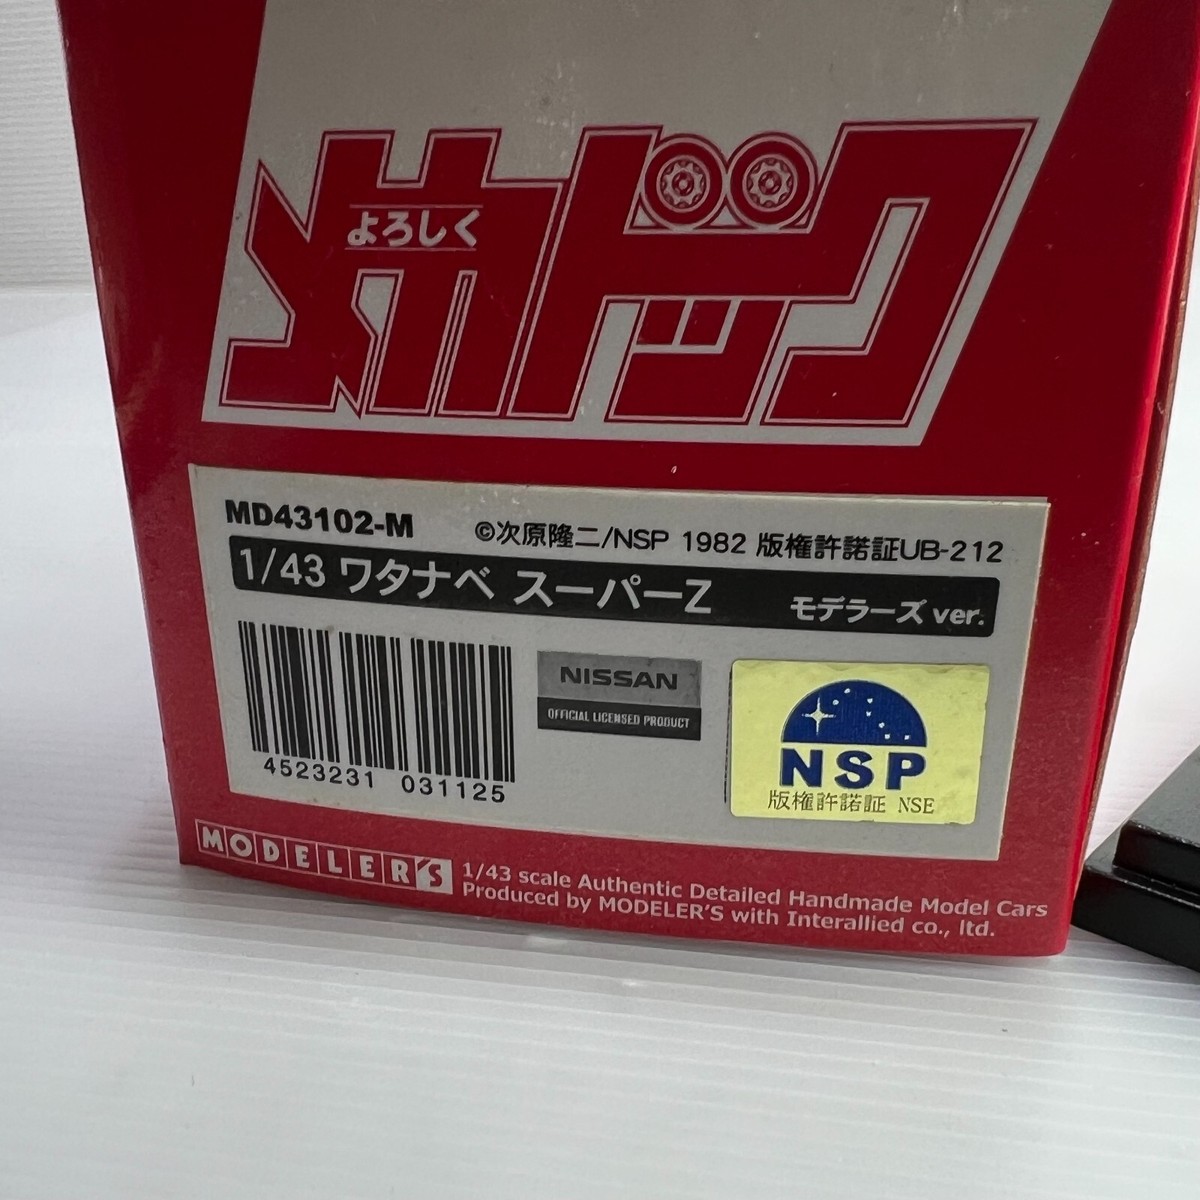 よろしく
メカドック
MD43102-M
©次原隆二/NSP 1982 版権許諾証UB-212
1/43 ワタナベ スーパーZ モデラーズ ver.
4523231 031125
NISSAN
OFFICIAL LICENSED PRODUCT
NSP
版権許諾証 NSE
MODELER'S
1/43 scale Authentic Detailed Handmade Model Cars
Produced by MODELER'S with Interallied co., ltd.